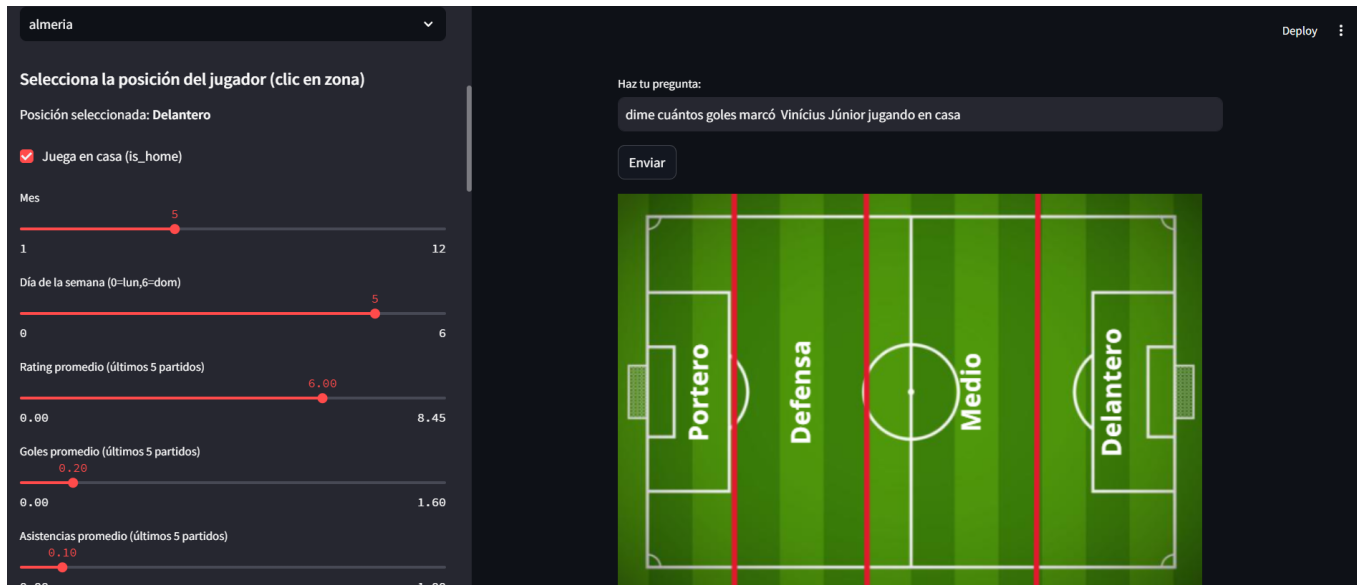 almeria
Selecciona la posición del jugador (clic en zona)
Posición seleccionada: Delantero
Juega en casa (is_home)
Mes
5
1 12
Día de la semana (0=lun,6=dom)
5
0 6
Rating promedio (últimos 5 partidos)
6.00
0.00 8.45
Goles promedio (últimos 5 partidos)
0.20
0.00 1.60
Asistencias promedio (últimos 5 partidos)
0.10
Deploy
Haz tu pregunta:
dime cuántos goles marcó Vinícius Júnior jugando en casa
Enviar
Portero
Defensa
Medio
Delantero